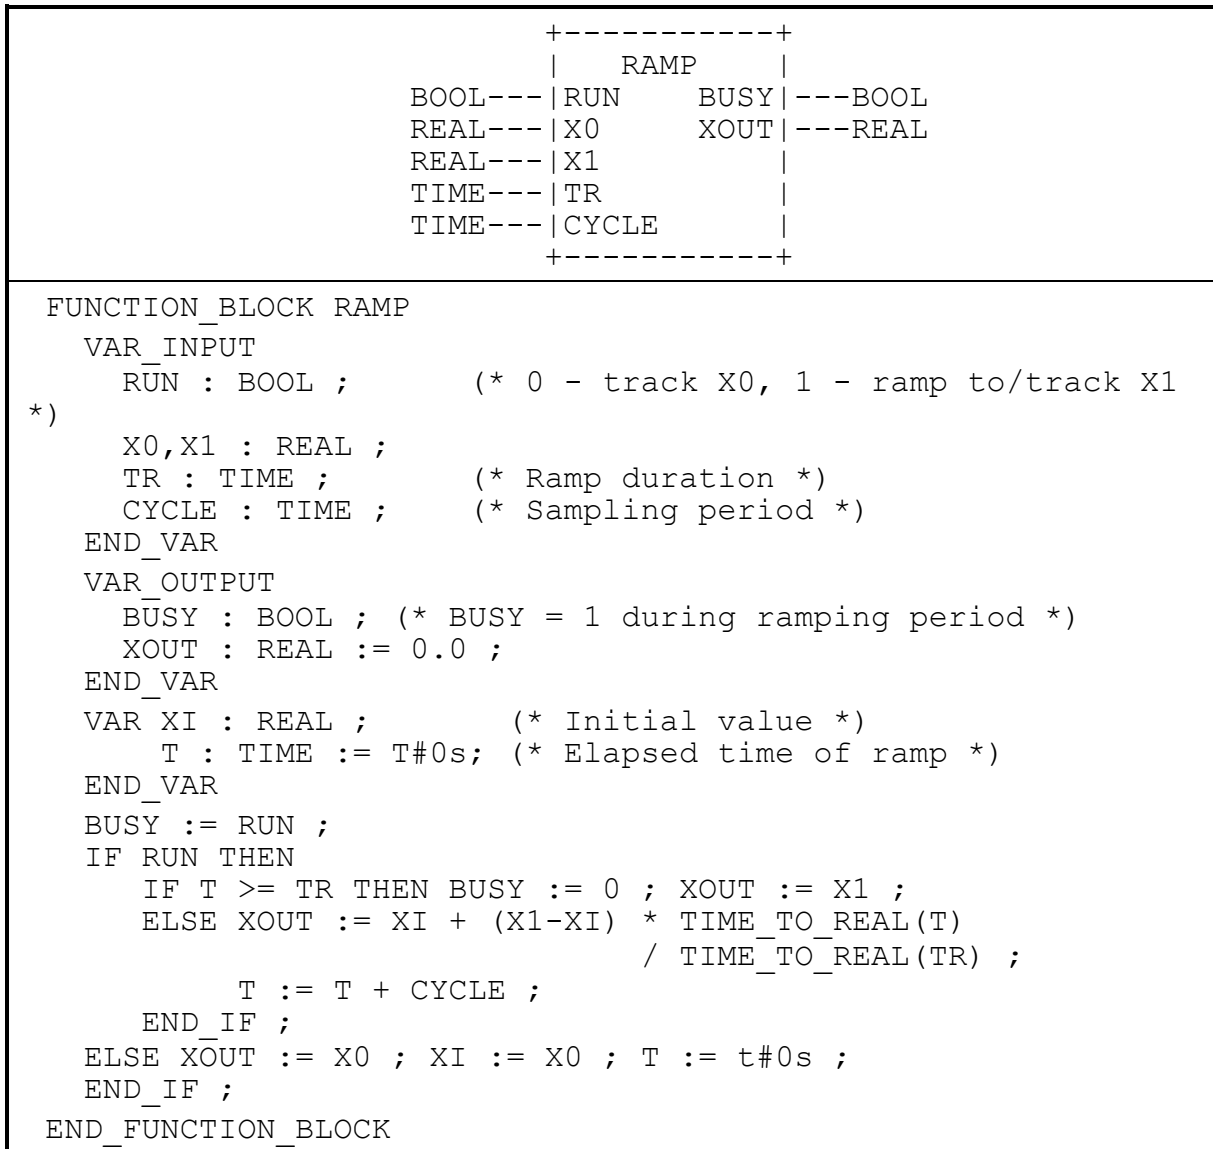 +-----------+
|   RAMP    |
BOOL---|RUN    BUSY|---BOOL
REAL---|X0     XOUT|---REAL
REAL---|X1         |
TIME---|TR         |
TIME---|CYCLE      |
+-----------+
FUNCTION_BLOCK RAMP
VAR_INPUT
RUN : BOOL ;      (* 0 - track X0, 1 - ramp to/track X1
*)
X0,X1 : REAL ;
TR : TIME ;       (* Ramp duration *)
CYCLE : TIME ;    (* Sampling period *)
END_VAR
VAR_OUTPUT
BUSY : BOOL ; (* BUSY = 1 during ramping period *)
XOUT : REAL := 0.0 ;
END_VAR
VAR XI : REAL ;        (* Initial value *)
T : TIME := T#0s; (* Elapsed time of ramp *)
END_VAR
BUSY := RUN ;
IF RUN THEN
IF T >= TR THEN BUSY := 0 ; XOUT := X1 ;
ELSE XOUT := XI + (X1-XI) * TIME_TO_REAL(T)
/ TIME_TO_REAL(TR) ;
T := T + CYCLE ;
END_IF ;
ELSE XOUT := X0 ; XI := X0 ; T := t#0s ;
END_IF ;
END_FUNCTION_BLOCK